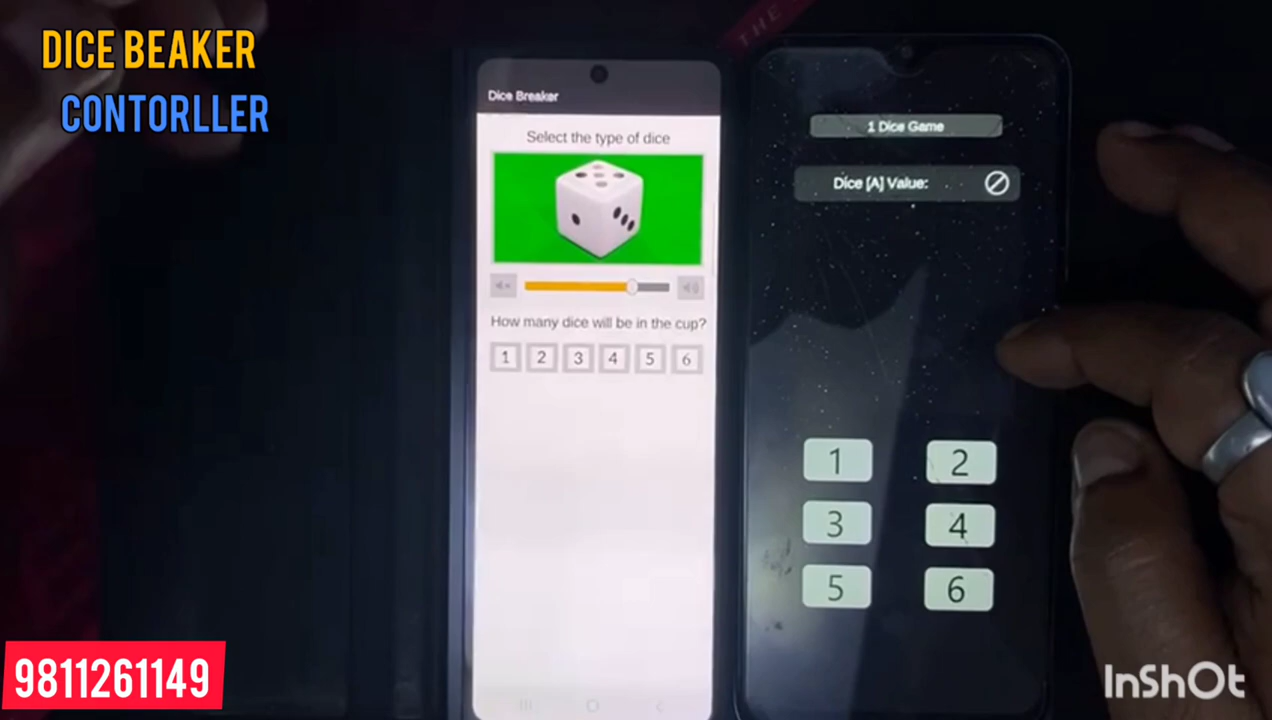 DICE BEAKER
CONTORLLER
THE
Dice Breaker
Select the type of dice
How many dice will be in the cup?
1 2 3 4 5 6
1 Dice Game
Dice [A] Value:
1 2
3 4
5 6
9811261149
InShOt